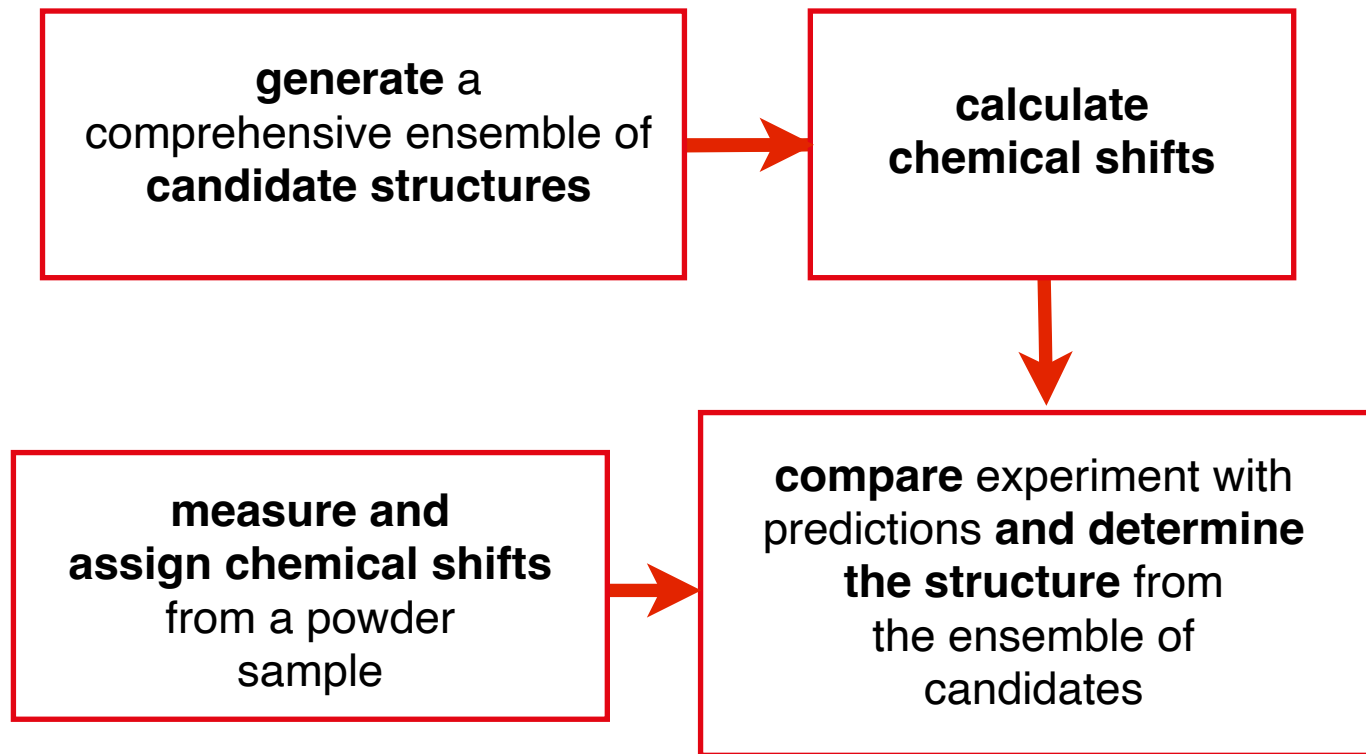 generate a
comprehensive ensemble of
candidate structures
calculate
chemical shifts
measure and
assign chemical shifts
from a powder
sample
compare experiment with
predictions and determine
the structure from
the ensemble of
candidates